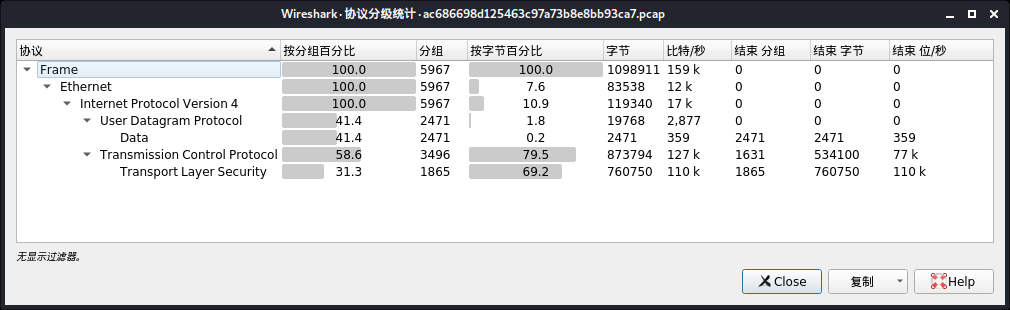 Wireshark · 协议分级统计 · ac686698d125463c97a73b8e8bb93ca7.pcap
协议 按分组百分比 分组 按字节百分比 字节 比特/秒 结束 分组 结束 字节 结束 位/秒
Frame 100.0 5967 100.0 1098911 159 k 0 0 0
Ethernet 100.0 5967 7.6 83538 12 k 0 0 0
Internet Protocol Version 4 100.0 5967 10.9 119340 17 k 0 0 0
User Datagram Protocol 41.4 2471 1.8 19768 2,877 0 0 0
Data 41.4 2471 0.2 2471 359 2471 2471 359
Transmission Control Protocol 58.6 3496 79.5 873794 127 k 1631 534100 77 k
Transport Layer Security 31.3 1865 69.2 760750 110 k 1865 760750 110 k
无显示过滤器。
Close 复制 Help